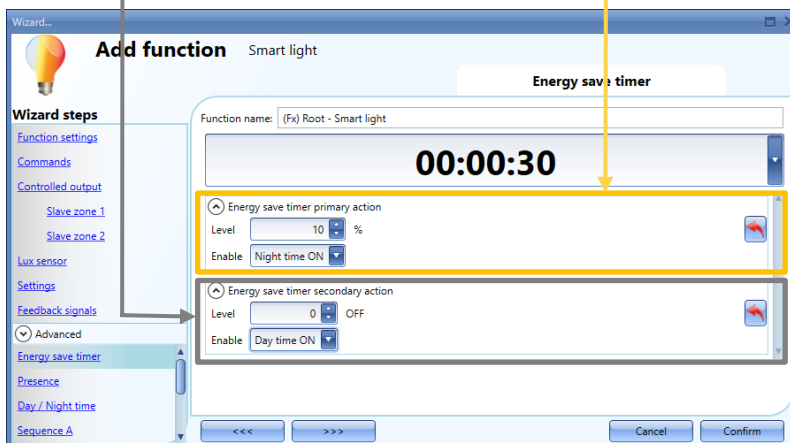 Wizard...
Add function Smart light
Energy save timer
Wizard steps
Function settings
Commands
Controlled output
Slave zone 1
Slave zone 2
Lux sensor
Settings
Feedback signals
Advanced
Energy save timer
Presence
Day / Night time
Sequence A
Function name: (Fx) Root - Smart light
00:00:30
Energy save timer primary action
Level 10 %
Enable Night time ON
Energy save timer secondary action
Level 0 OFF
Enable Day time ON
<<< >>> Cancel Confirm